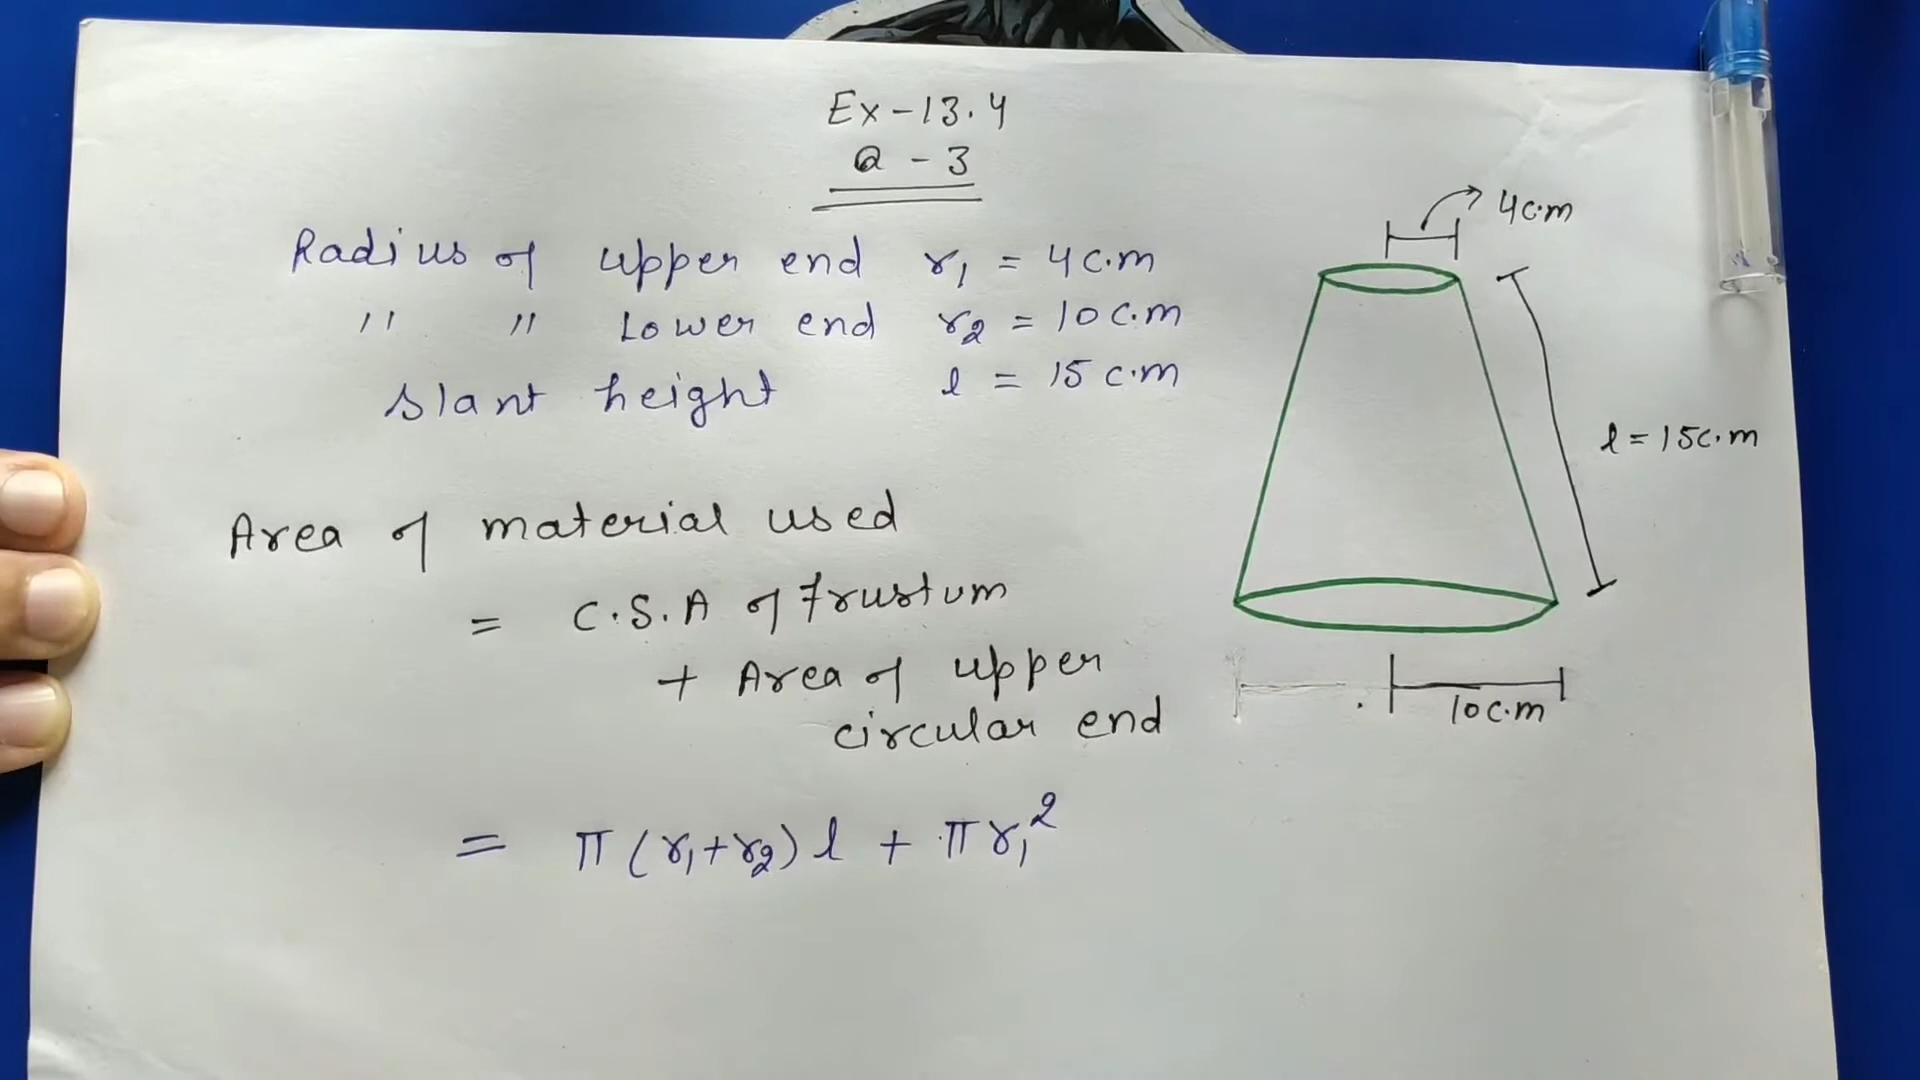 Ex-13.4
Q-3
Radius of upper end r₁ = 4c.m
" " Lower end r₂ = 10c.m
Slant height l = 15c.m
Area of material used
= C.S.A of frustum
+ Area of upper
circular end
= π(r₁+r₂)l + πr₁²
4c.m
l = 15c.m
10c.m